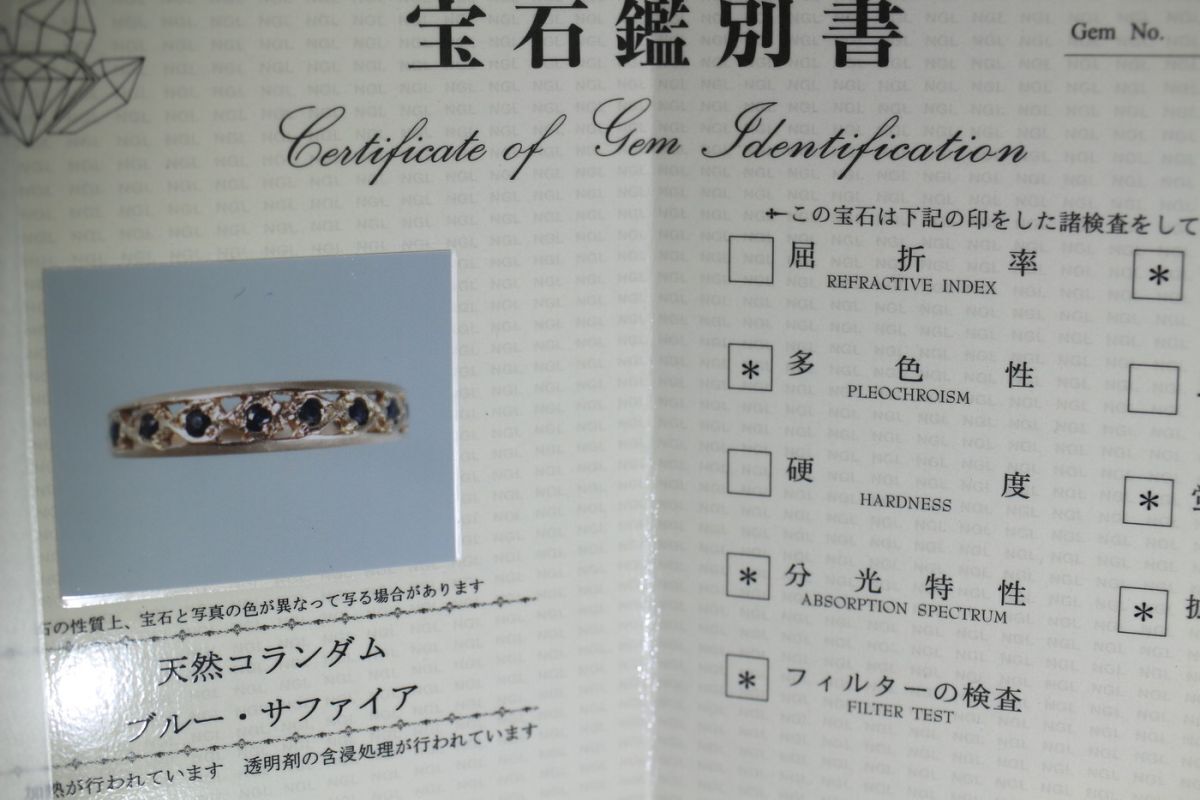 宝石鑑別書
Gem No.
Certificate of Gem Identification
この宝石は下記の印をした諸検査をして
屈折率
REFRACTIVE INDEX
*
* 多色性
PLEOCHROISM
硬度
HARDNESS
*
* 分光特性
ABSORPTION SPECTRUM
*
* フィルターの検査
FILTER TEST
石の性質上、宝石と写真の色が異なって写る場合があります
天然コランダム
ブルー・サファイア
加熱が行われています 透明剤の含浸処理が行われています